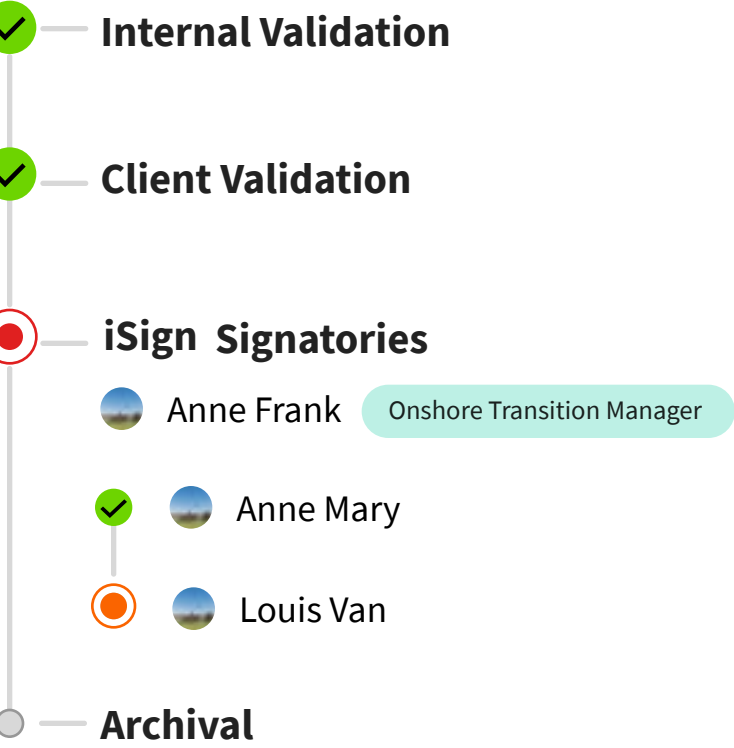 Internal Validation
Client Validation
iSign Signatories
Anne Frank Onshore Transition Manager
Anne Mary
Louis Van
Archival